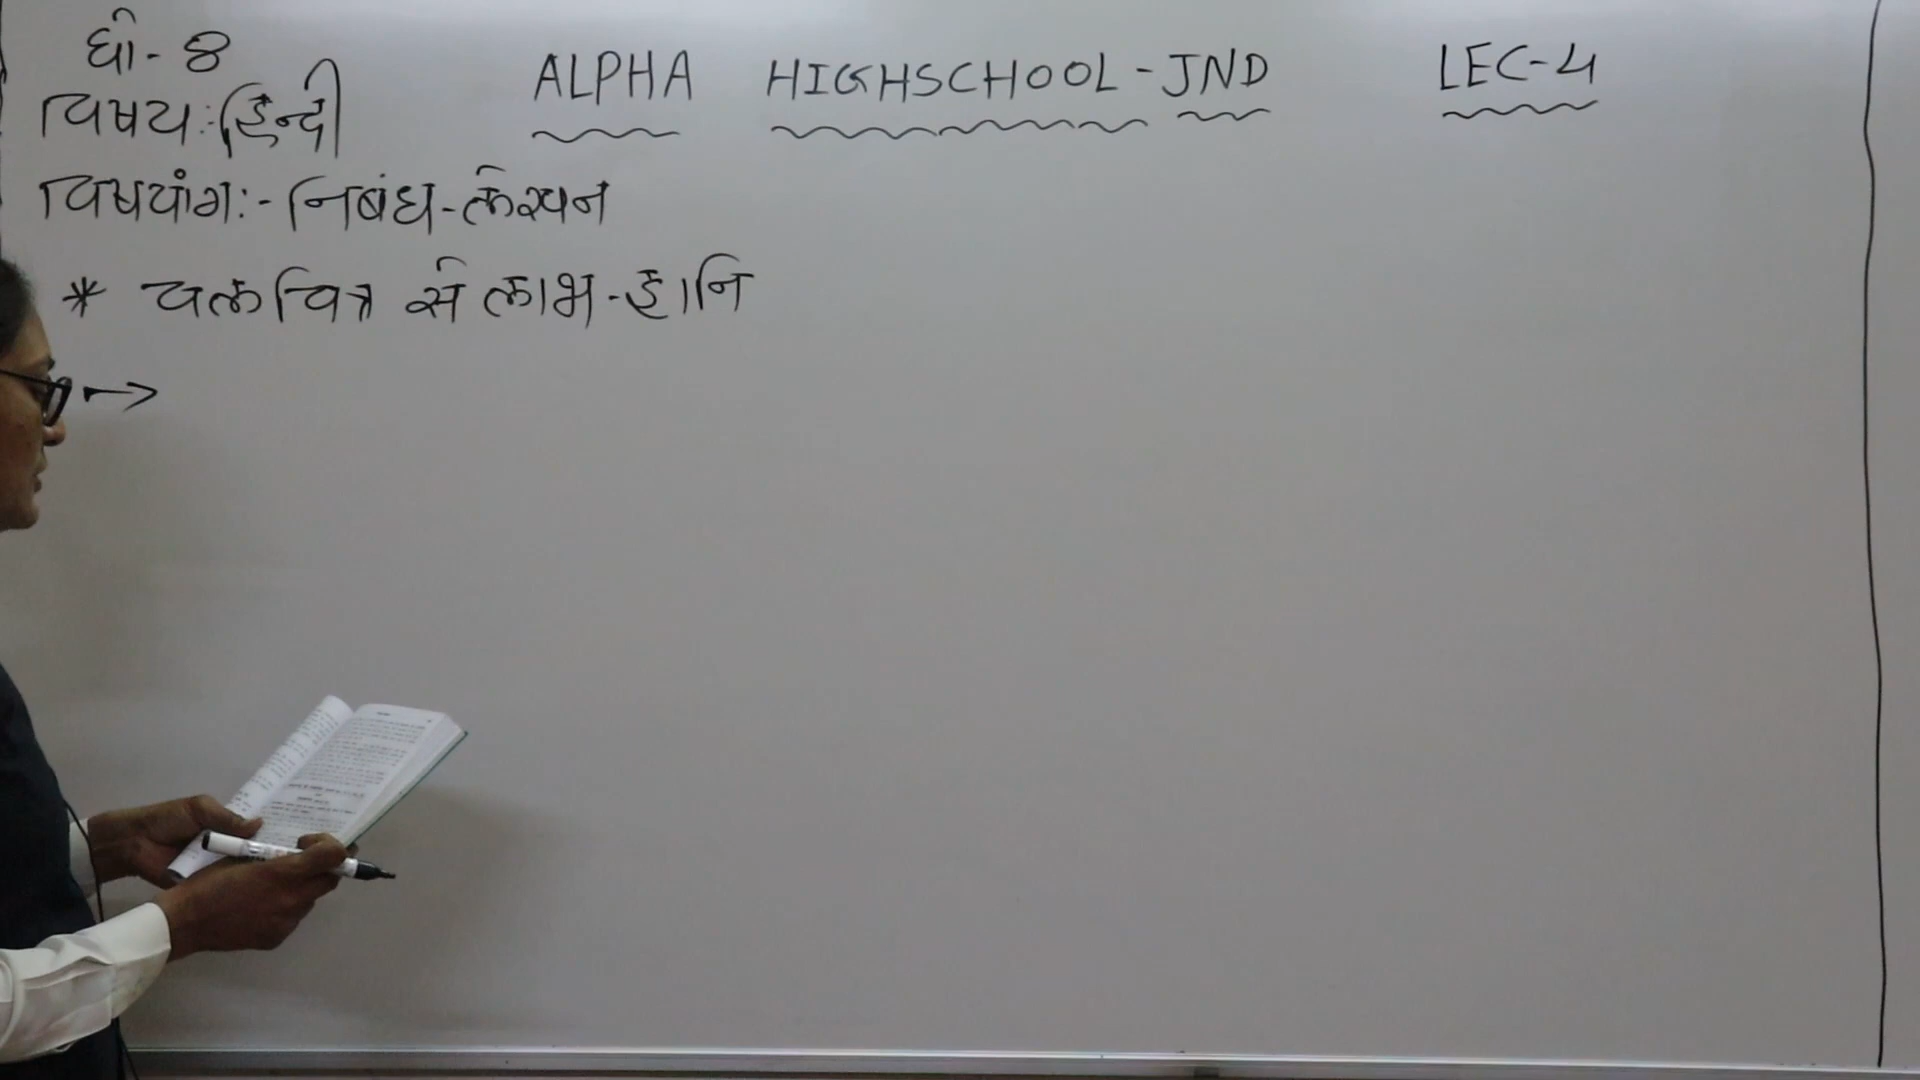 धो-8
ALPHA HIGHSCHOOL-JND
LEC-4
विषय:-हिन्दी
विषयांग:-निबंध-लेखन
* चलचित्र से लाभ-हानि
→